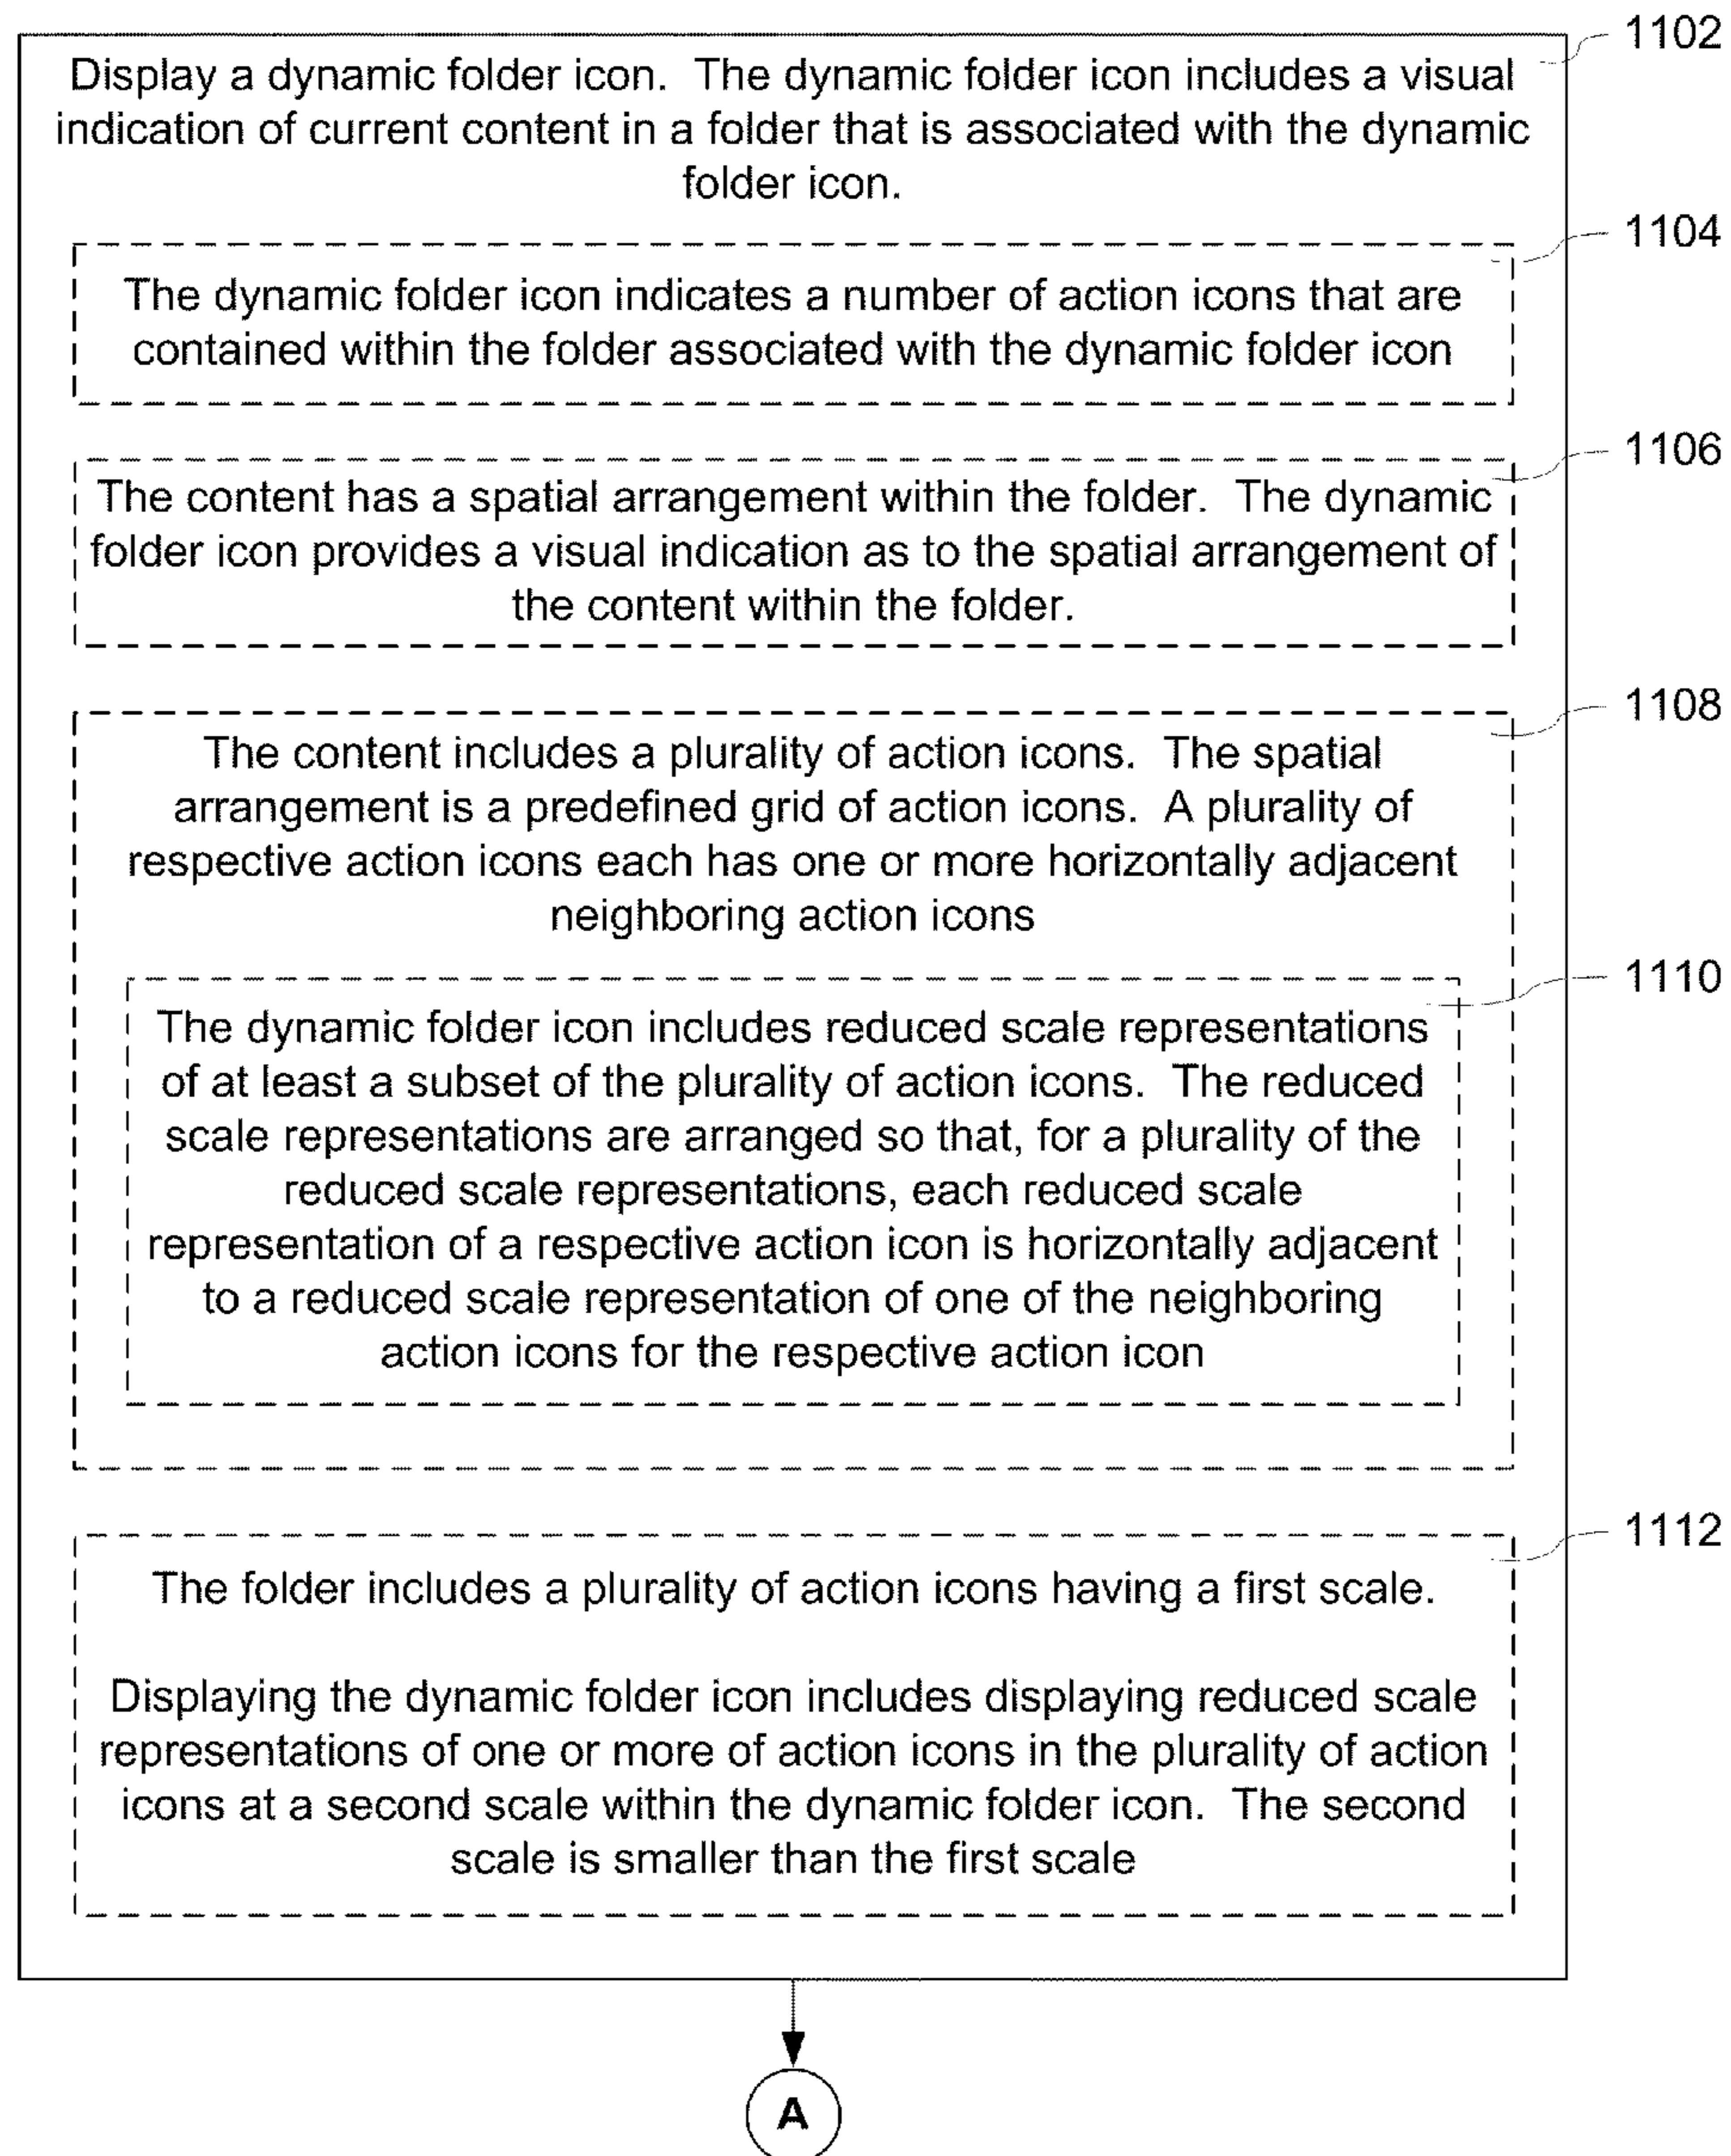 1102
Display a dynamic folder icon.  The dynamic folder icon includes a visual
indication of current content in a folder that is associated with the dynamic
folder icon.
1104
The dynamic folder icon indicates a number of action icons that are
contained within the folder associated with the dynamic folder icon
1106
The content has a spatial arrangement within the folder.  The dynamic
folder icon provides a visual indication as to the spatial arrangement of
the content within the folder.
1108
The content includes a plurality of action icons.  The spatial
arrangement is a predefined grid of action icons.  A plurality of
respective action icons each has one or more horizontally adjacent
neighboring action icons
1110
The dynamic folder icon includes reduced scale representations
of at least a subset of the plurality of action icons.  The reduced
scale representations are arranged so that, for a plurality of the
reduced scale representations, each reduced scale
representation of a respective action icon is horizontally adjacent
to a reduced scale representation of one of the neighboring
action icons for the respective action icon
1112
The folder includes a plurality of action icons having a first scale.
Displaying the dynamic folder icon includes displaying reduced scale
representations of one or more of action icons in the plurality of action
icons at a second scale within the dynamic folder icon.  The second
scale is smaller than the first scale
A